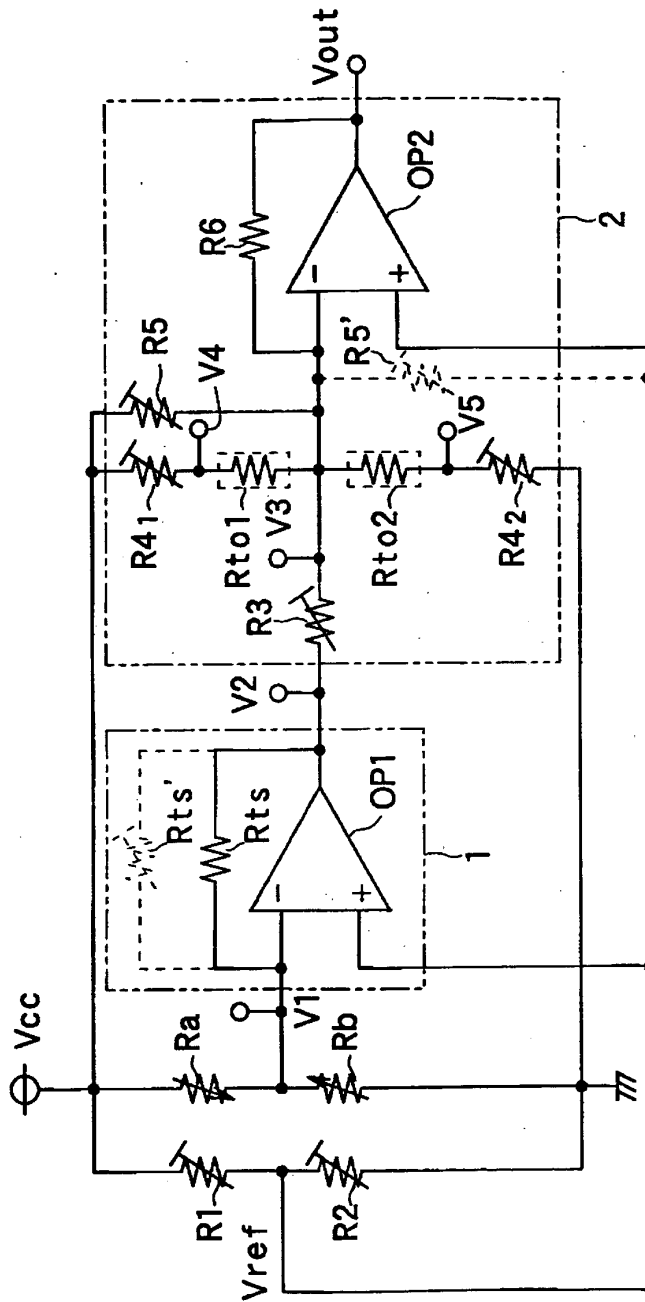 Vcc
Vref
R1
R2
Ra
Rb
V1
Rts'
Rts
-
+
OP1
1
V2
R3
V3
R41
Rto1
V4
R5
Rto2
V5
R42
R5'
R6
-
+
OP2
2
Vout